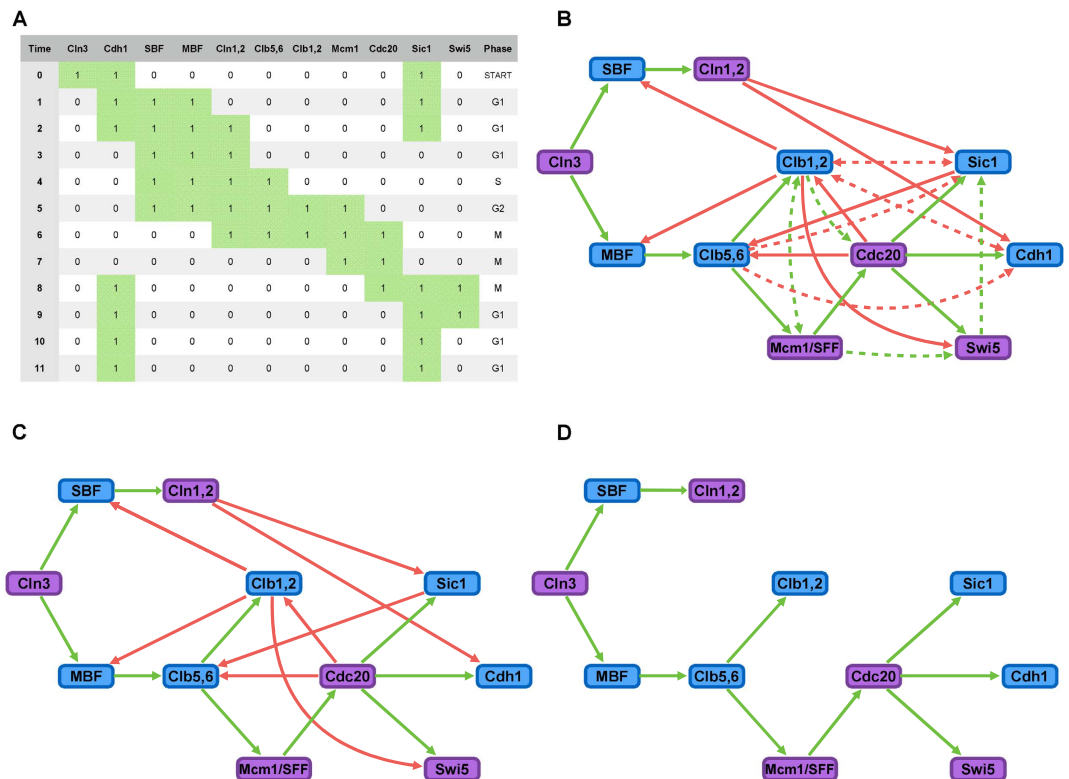 A
Time Cln3 Cdh1 SBF MBF Cln1,2 Clb5,6 Clb1,2 Mcm1 Cdc20 Sic1 Swi5 Phase
0 1 1 0 0 0 0 0 0 0 1 0 START
1 0 1 1 1 0 0 0 0 0 1 0 G1
2 0 1 1 1 1 0 0 0 0 1 0 G1
3 0 0 1 1 1 0 0 0 0 0 0 G1
4 0 0 1 1 1 1 0 0 0 0 0 S
5 0 0 1 1 1 1 1 1 0 0 0 G2
6 0 0 0 0 1 1 1 1 1 0 0 M
7 0 0 0 0 0 0 0 1 1 0 0 M
8 0 1 0 0 0 0 0 0 1 1 1 M
9 0 1 0 0 0 0 0 0 0 1 1 G1
10 0 1 0 0 0 0 0 0 0 1 0 G1
11 0 1 0 0 0 0 0 0 0 1 0 G1
B
SBF Cln1,2
Cln3 Clb1,2 Sic1
MBF Clb5,6 Cdc20 Cdh1
Mcm1/SFF Swi5
C
SBF Cln1,2
Cln3 Clb1,2 Sic1
MBF Clb5,6 Cdc20 Cdh1
Mcm1/SFF Swi5
D
SBF Cln1,2
Cln3 Clb1,2 Sic1
MBF Clb5,6 Cdc20 Cdh1
Mcm1/SFF Swi5